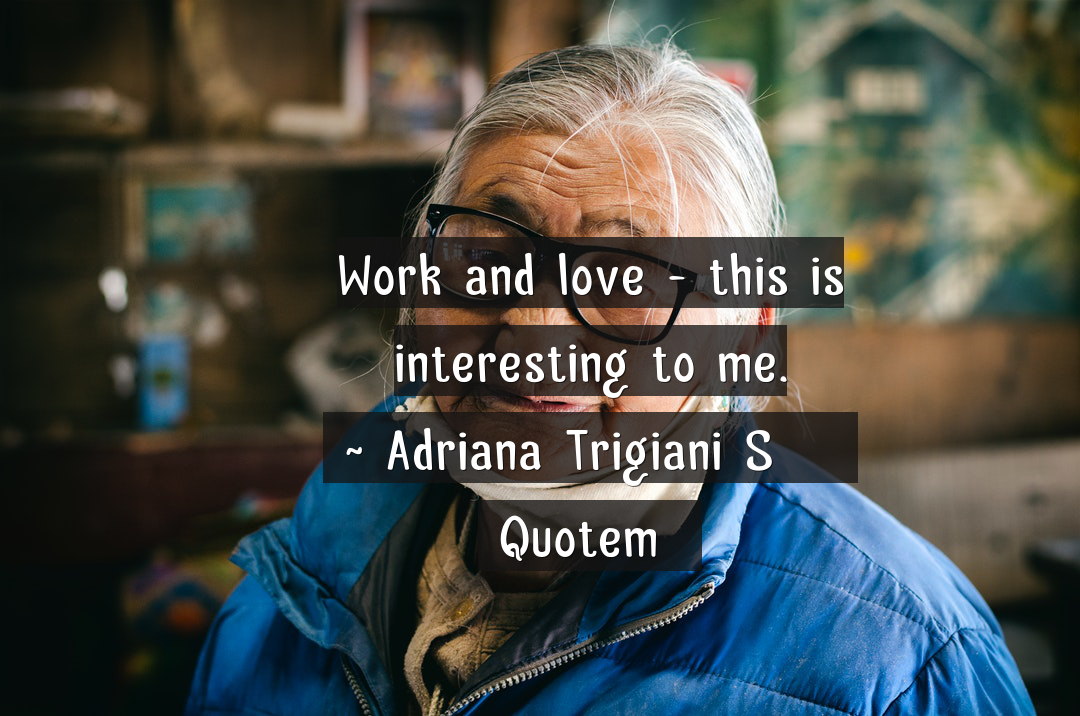 Work and love - this is
interesting to me.
~ Adriana Trigiani S
Quotem